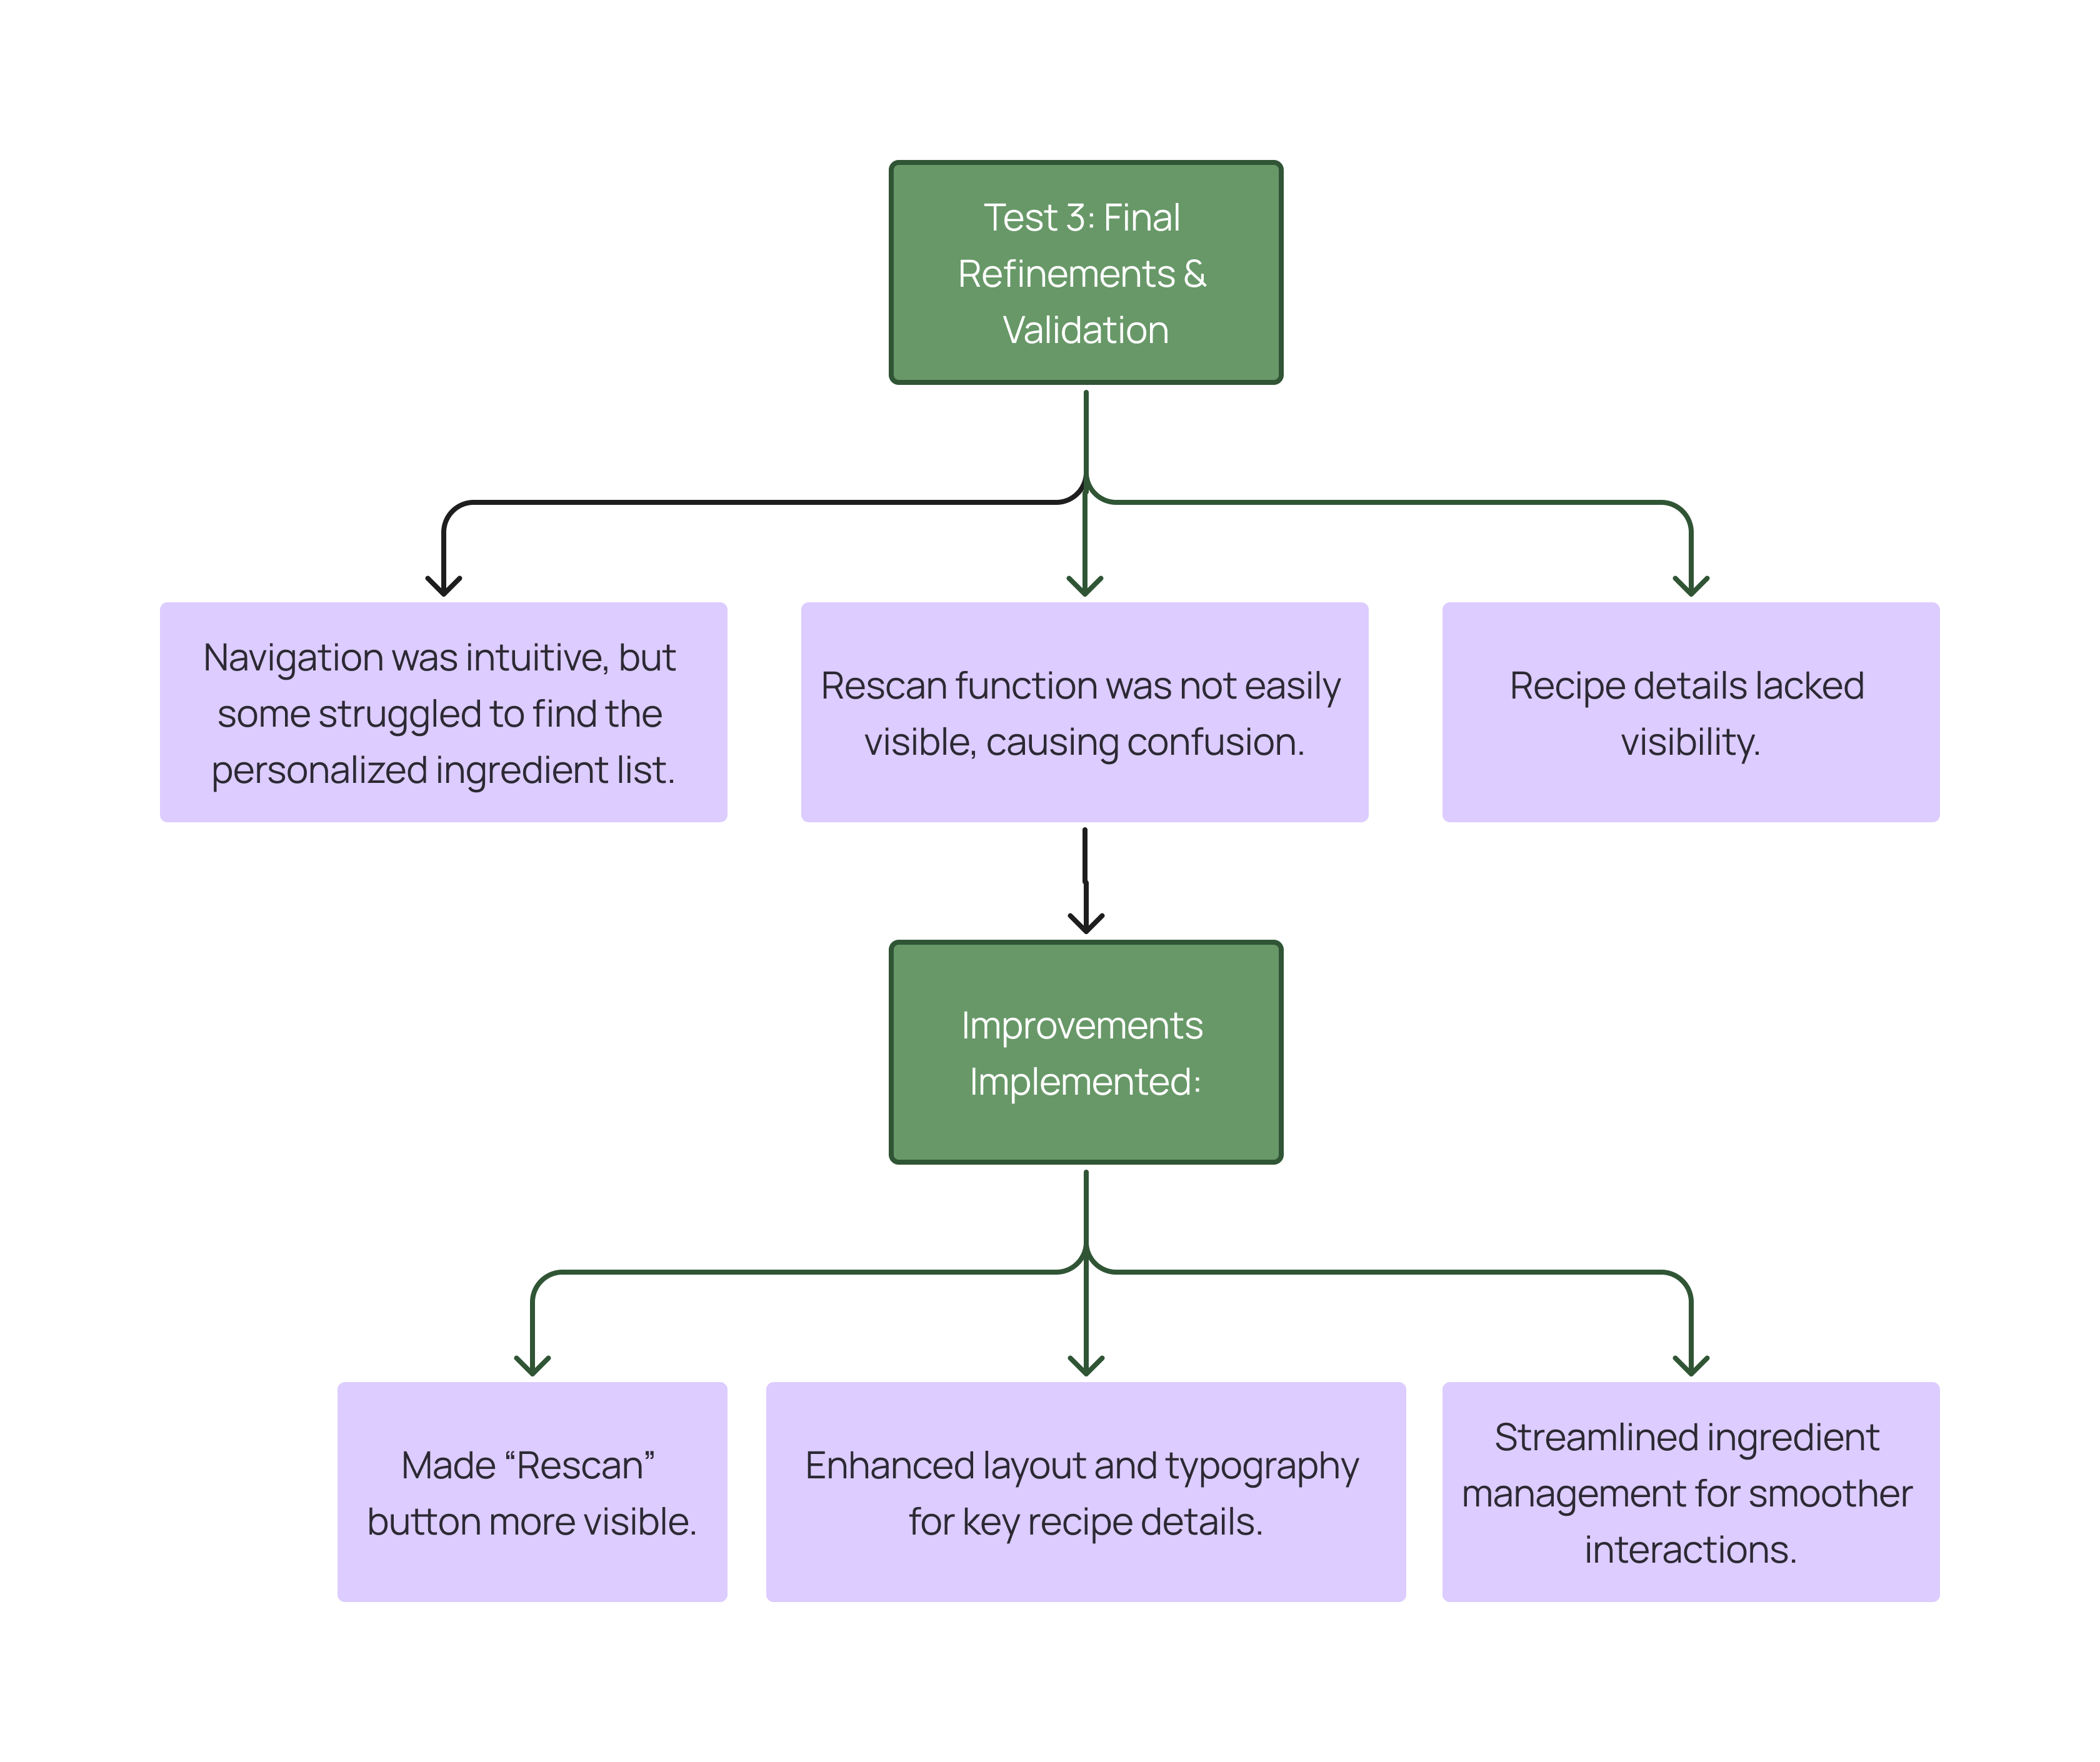 Test 3: Final
Refinements &
Validation
Navigation was intuitive, but
some struggled to find the
personalized ingredient list.
Rescan function was not easily
visible, causing confusion.
Recipe details lacked
visibility.
Improvements
Implemented:
Made “Rescan”
button more visible.
Enhanced layout and typography
for key recipe details.
Streamlined ingredient
management for smoother
interactions.